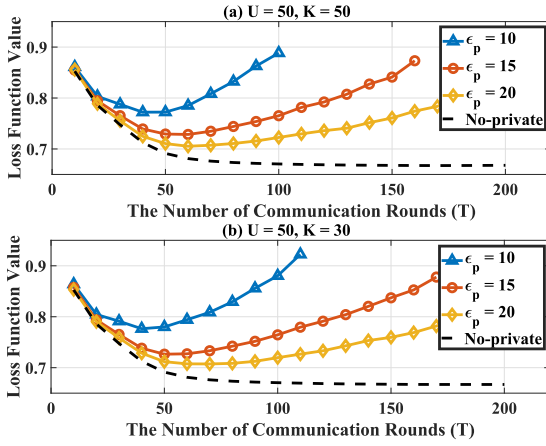 (a) U = 50, K = 50
Loss Function Value
0.9
0.8
0.7
ϵp = 10
ϵp = 15
ϵp = 20
No-private
0 50 100 150 200
The Number of Communication Rounds (T)
(b) U = 50, K = 30
Loss Function Value
0.9
0.8
0.7
ϵp = 10
ϵp = 15
ϵp = 20
No-private
0 50 100 150 200
The Number of Communication Rounds (T)